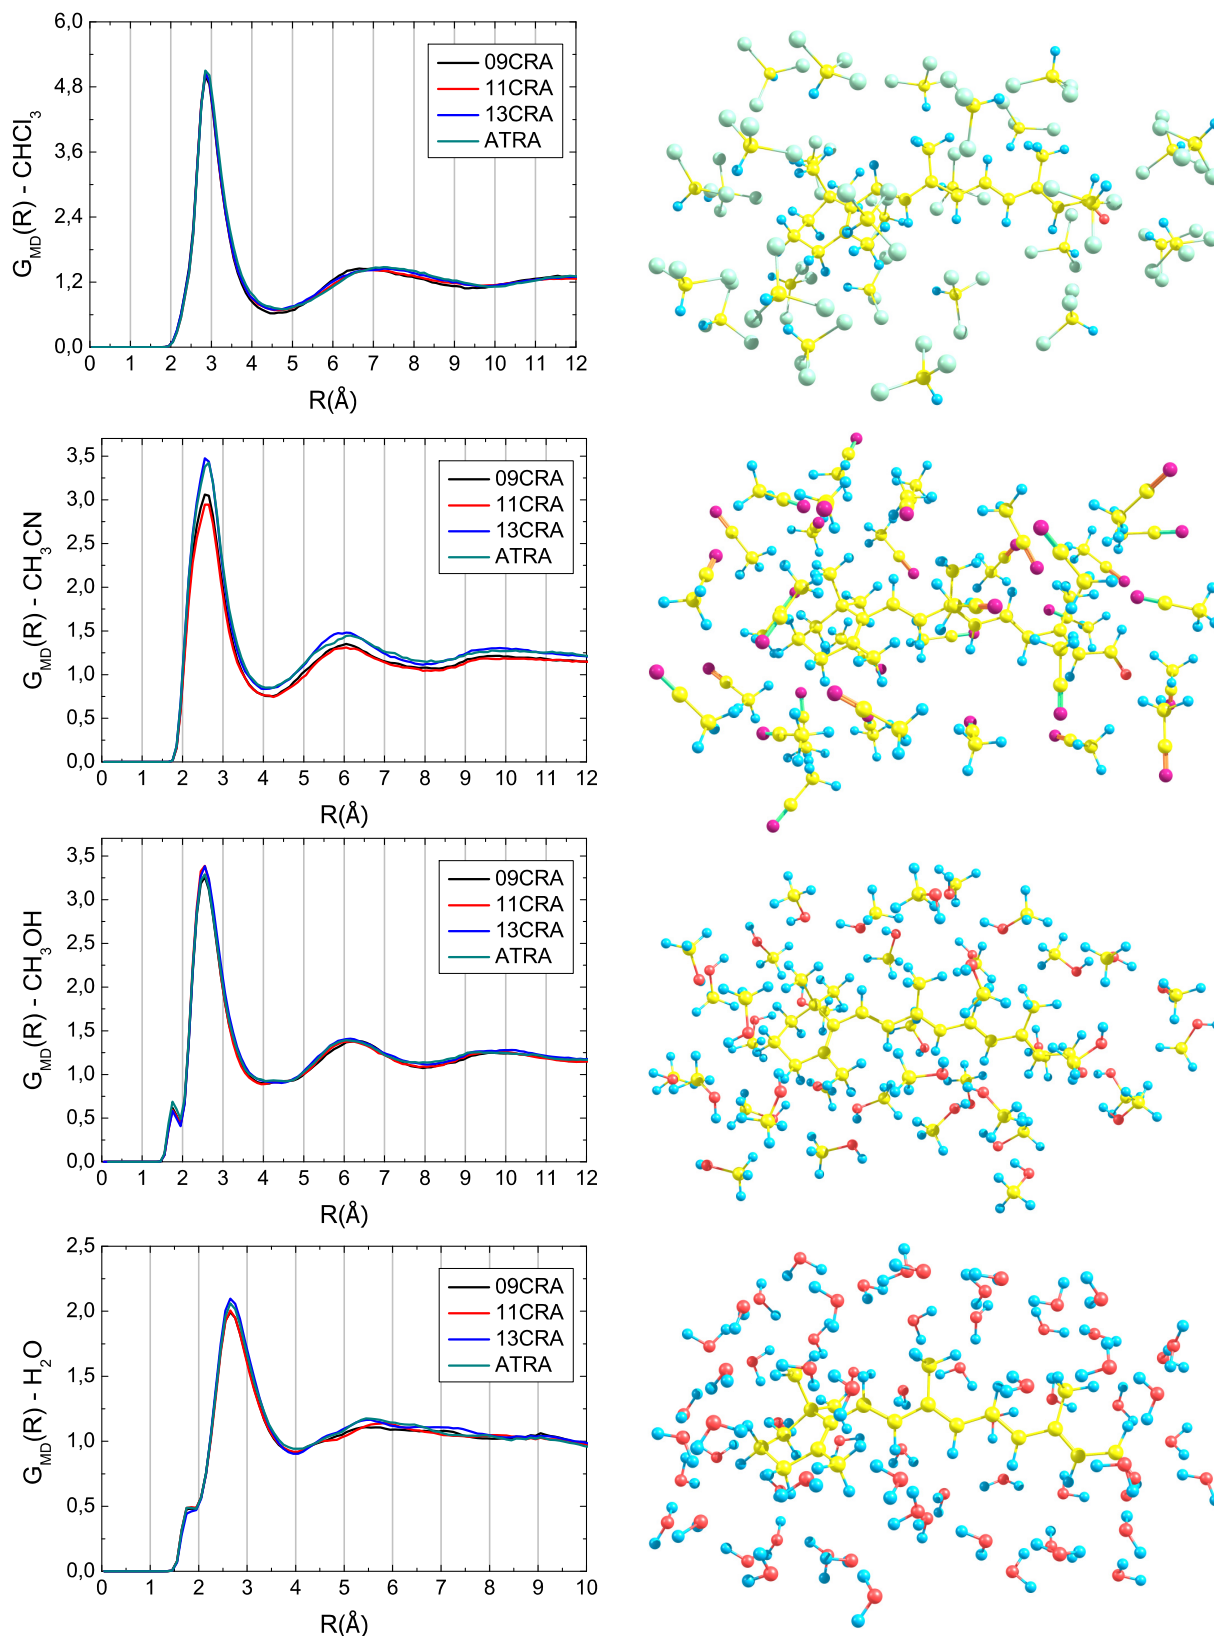 6,0
4,8
3,6
2,4
1,2
0,0
G_MD(R) - CHCl₃
09CRA
11CRA
13CRA
ATRA
0 1 2 3 4 5 6 7 8 9 10 11 12
R(Å)
3,5
3,0
2,5
2,0
1,5
1,0
0,5
0,0
G_MD(R) - CH₃CN
09CRA
11CRA
13CRA
ATRA
0 1 2 3 4 5 6 7 8 9 10 11 12
R(Å)
3,5
3,0
2,5
2,0
1,5
1,0
0,5
0,0
G_MD(R) - CH₃OH
09CRA
11CRA
13CRA
ATRA
0 1 2 3 4 5 6 7 8 9 10 11 12
R(Å)
2,5
2,0
1,5
1,0
0,5
0,0
G_MD(R) - H₂O
09CRA
11CRA
13CRA
ATRA
0 1 2 3 4 5 6 7 8 9 10
R(Å)